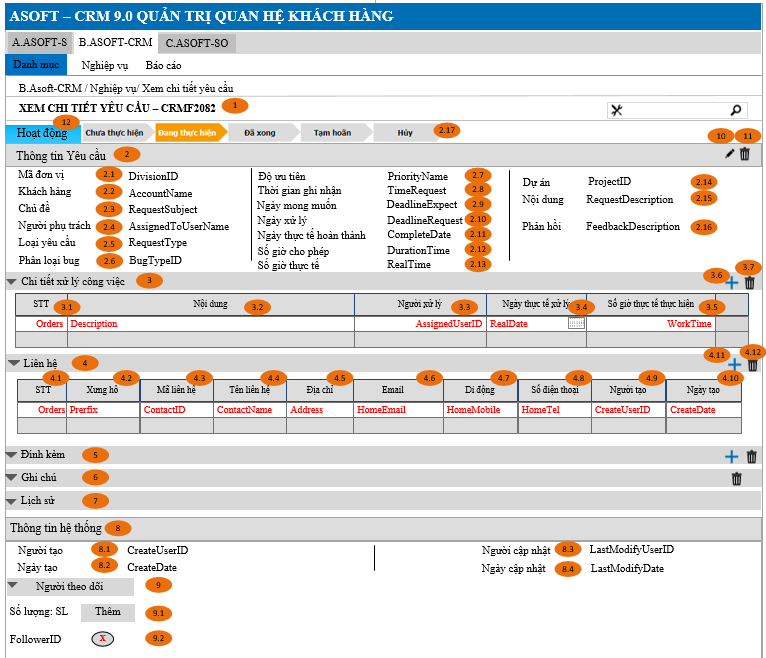 ASOFT – CRM 9.0 QUẢN TRỊ QUAN HỆ KHÁCH HÀNG
A.ASOFT-S B.ASOFT-CRM C.ASOFT-SO
Danh mục Nghiệp vụ Báo cáo
B.Asoft-CRM / Nghiệp vụ/ Xem chi tiết yêu cầu
XEM CHI TIẾT YÊU CẦU – CRMF2082 1
12
Hoạt động Chưa thực hiện Đang thực hiện Đã xong Tạm hoãn Hủy 2.17
10 11
Thông tin Yêu cầu 2
Mã đơn vị 2.1 DivisionID
Khách hàng 2.2 AccountName
Chủ đề 2.3 RequestSubject
Người phụ trách 2.4 AssignedToUserName
Loại yêu cầu 2.5 RequestType
Phân loại bug 2.6 BugTypeID
Độ ưu tiên PriorityName 2.7
Thời gian ghi nhận TimeRequest 2.8
Ngày mong muốn DeadlineExpect 2.9
Ngày xử lý DeadlineRequest 2.10
Ngày thực tế hoàn thành CompleteDate 2.11
Số giờ cho phép DurationTime 2.12
Số giờ thực tế RealTime 2.13
Dự án ProjectID 2.14
Nội dung RequestDescription 2.15
Phản hồi FeedbackDescription 2.16
Chi tiết xử lý công việc 3 3.6 3.7
STT 3.1 Nội dung 3.2 Người xử lý 3.3 Ngày thực tế xử lý 3.4 Số giờ thực tế thực hiện 3.5
Orders Description AssignedUserID RealDate WorkTime
Liên hệ 4 4.11 4.12
4.1 4.2 4.3 4.4 4.5 4.6 4.7 4.8 4.9 4.10
STT Xưng hô Mã liên hệ Tên liên hệ Địa chỉ Email Di động Số điện thoại Người tạo Ngày tạo
Orders Prerfix ContactID ContactName Address HomeEmail HomeMobile HomeTel CreateUserID CreateDate
Đính kèm 5
Ghi chú 6
Lịch sử 7
Thông tin hệ thống 8
Người tạo 8.1 CreateUserID Người cập nhật 8.3 LastModifyUserID
Ngày tạo 8.2 CreateDate Ngày cập nhật 8.4 LastModifyDate
Người theo dõi 9
Số lượng: SL Thêm 9.1
FollowerID X 9.2